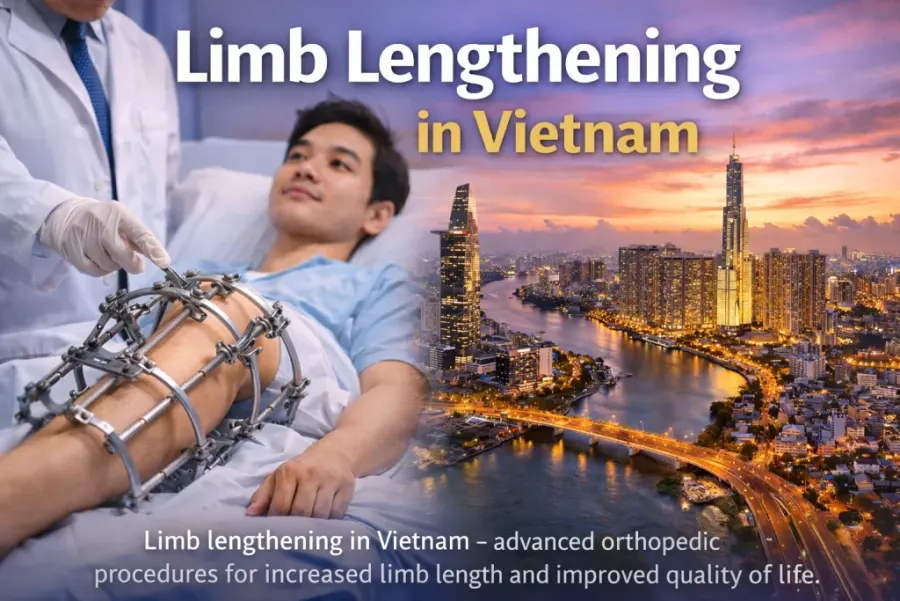 Limb Lengthening
in Vietnam
Limb lengthening in Vietnam – advanced orthopedic
procedures for increased limb length and improved quality of life.